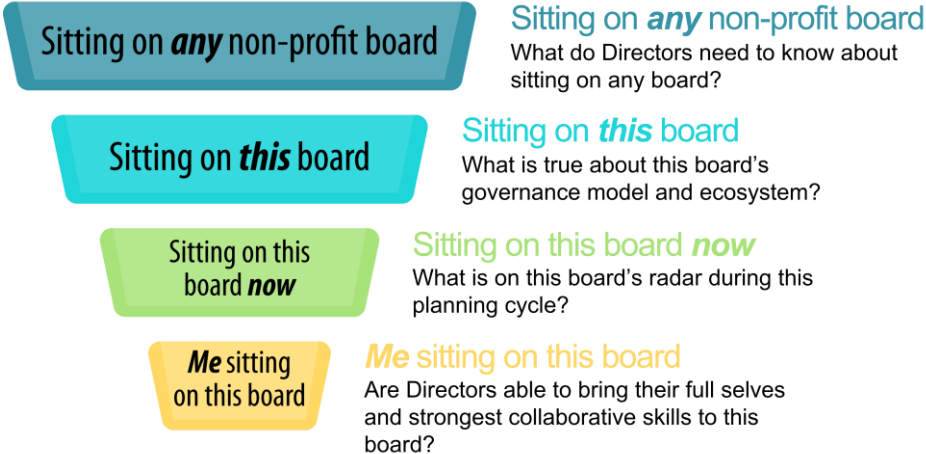 Sitting on any non-profit board
Sitting on any non-profit board
What do Directors need to know about
sitting on any board?
Sitting on this board
Sitting on this board
What is true about this board's
governance model and ecosystem?
Sitting on this
board now
Sitting on this board now
What is on this board's radar during this
planning cycle?
Me sitting
on this board
Me sitting on this board
Are Directors able to bring their full selves
and strongest collaborative skills to this
board?